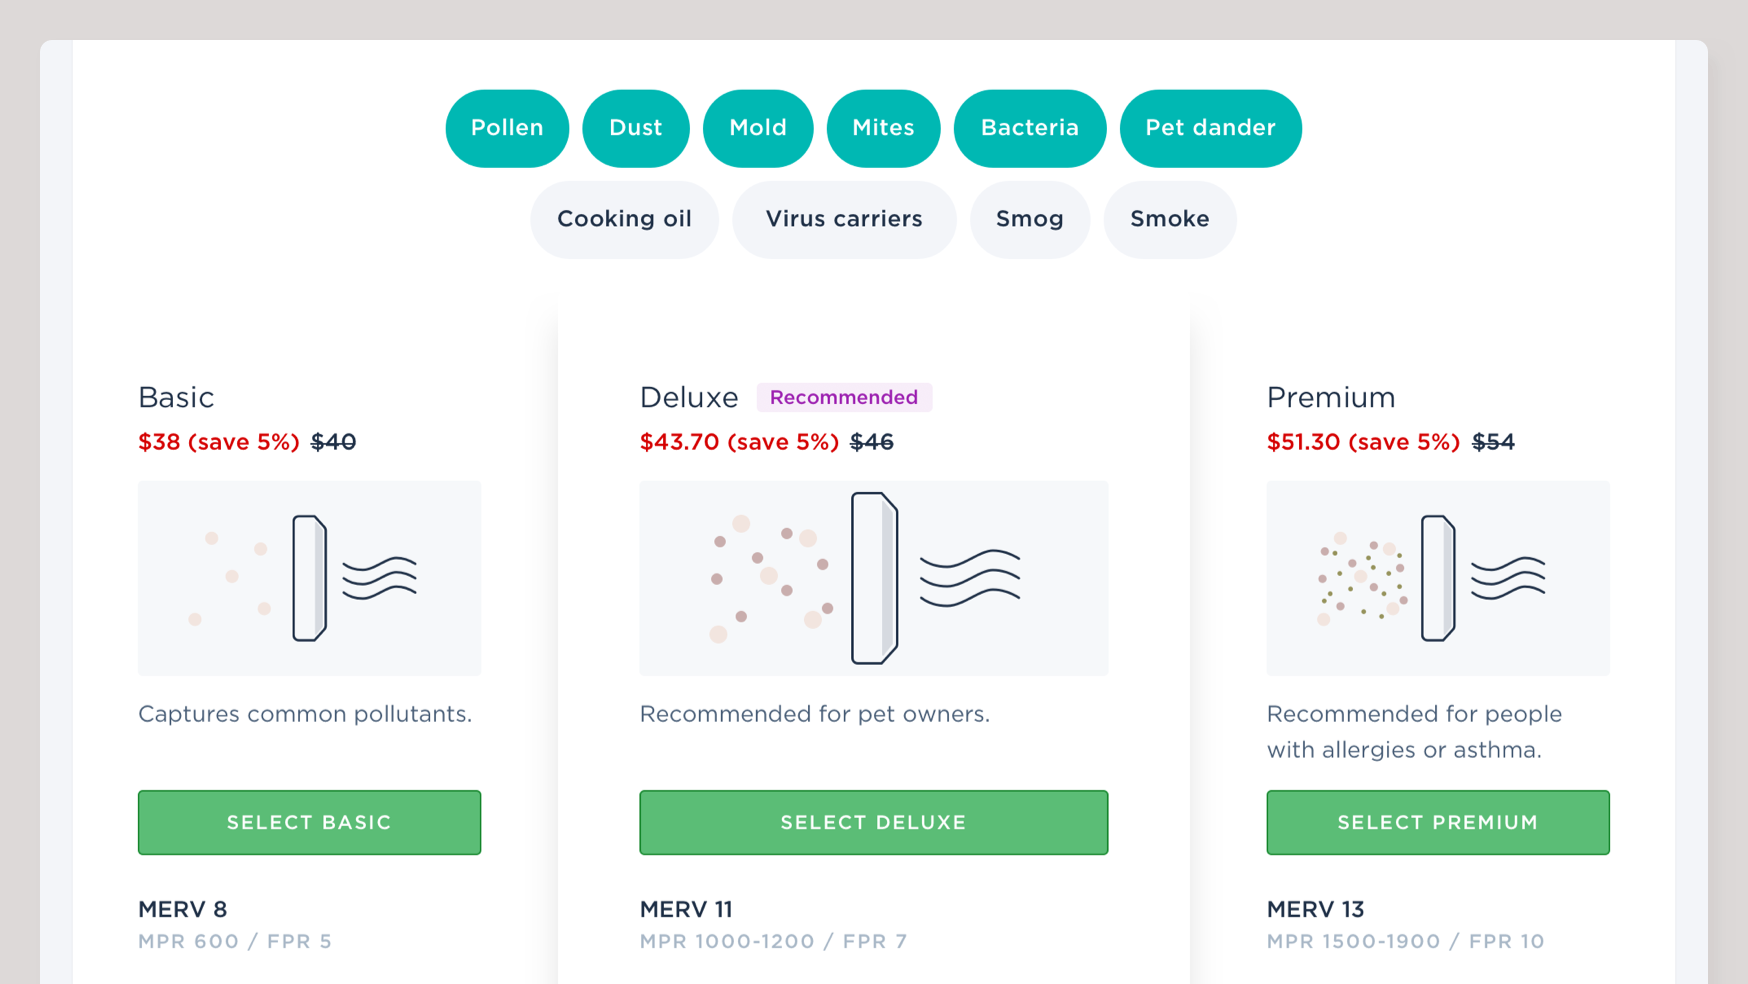 Pollen Dust Mold Mites Bacteria Pet dander
Cooking oil Virus carriers Smog Smoke
Basic
$38 (save 5%) $40
Captures common pollutants.
SELECT BASIC
MERV 8
MPR 600 / FPR 5
Deluxe Recommended
$43.70 (save 5%) $46
Recommended for pet owners.
SELECT DELUXE
MERV 11
MPR 1000-1200 / FPR 7
Premium
$51.30 (save 5%) $54
Recommended for people
with allergies or asthma.
SELECT PREMIUM
MERV 13
MPR 1500-1900 / FPR 10